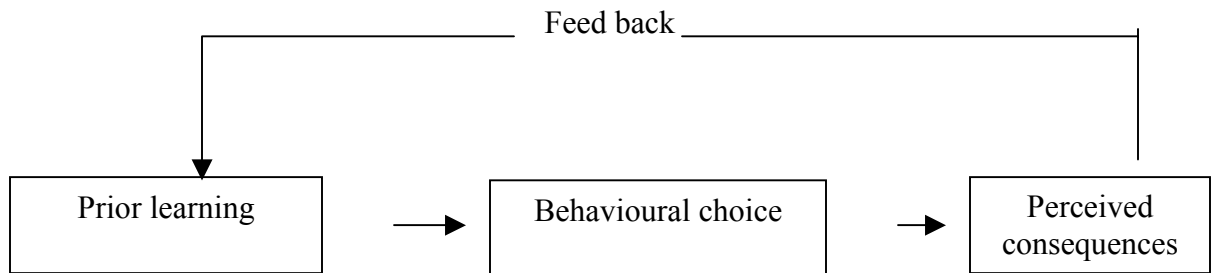 Feed back
Prior learning
Behavioural choice
Perceived
consequences